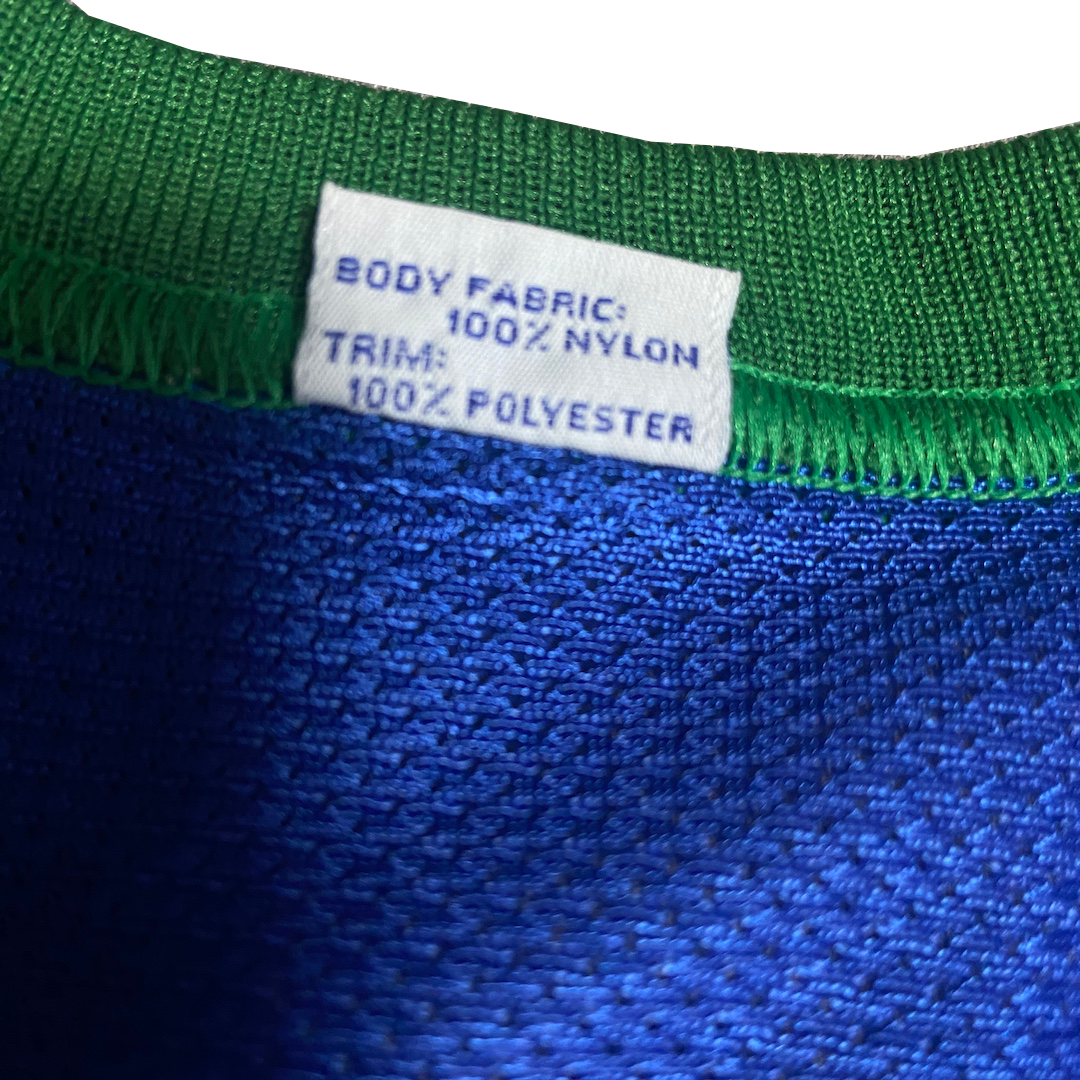 BODY FABRIC:
100% NYLON
TRIM:
100% POLYESTER